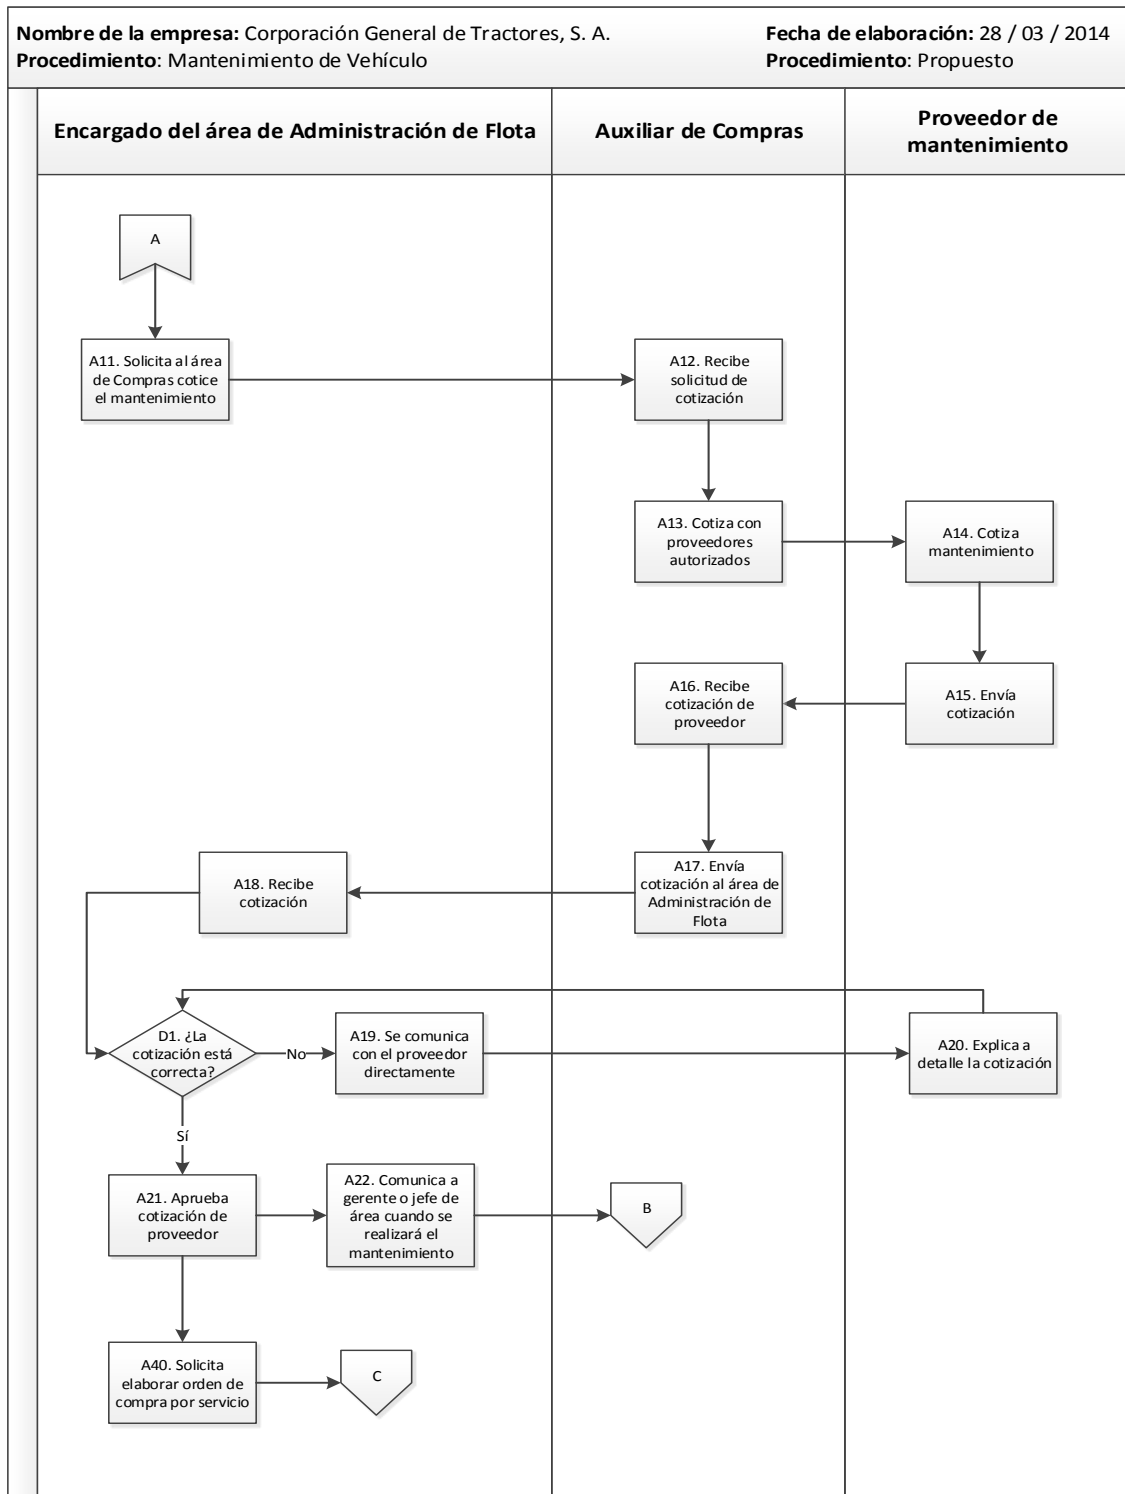 Nombre de la empresa: Corporación General de Tractores, S. A.
Fecha de elaboración: 28 / 03 / 2014
Procedimiento: Mantenimiento de Vehículo
Procedimiento: Propuesto
Encargado del área de Administración de Flota
Auxiliar de Compras
Proveedor de
mantenimiento
A
A11. Solicita al área
de Compras cotice
el mantenimiento
A12. Recibe
solicitud de
cotización
A13. Cotiza con
proveedores
autorizados
A14. Cotiza
mantenimiento
A15. Envía
cotización
A16. Recibe
cotización de
proveedor
A17. Envía
cotización al área de
Administración de
Flota
A18. Recibe
cotización
D1. ¿La
cotización está
correcta?
No
A19. Se comunica
con el proveedor
directamente
A20. Explica a
detalle la cotización
Sí
A21. Aprueba
cotización de
proveedor
A22. Comunica a
gerente o jefe de
área cuando se
realizará el
mantenimiento
B
A40. Solicita
elaborar orden de
compra por servicio
C